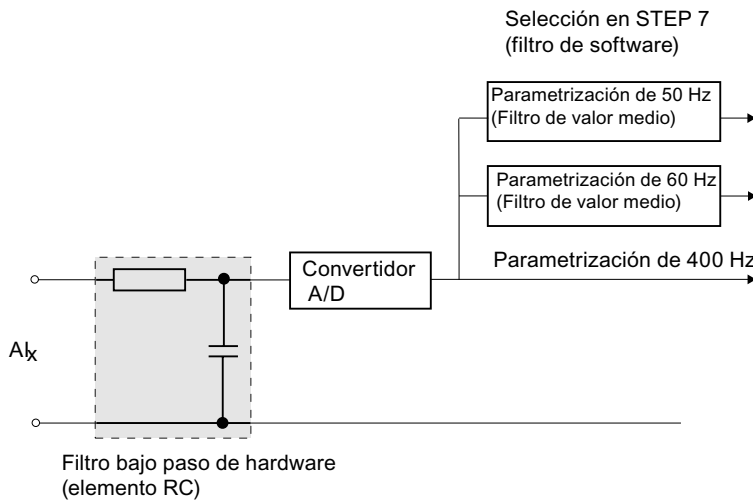 Selección en STEP 7
(filtro de software)
Parametrización de 50 Hz
(Filtro de valor medio)
Parametrización de 60 Hz
(Filtro de valor medio)
Parametrización de 400 Hz
Convertidor
A/D
AIx
Filtro bajo paso de hardware
(elemento RC)